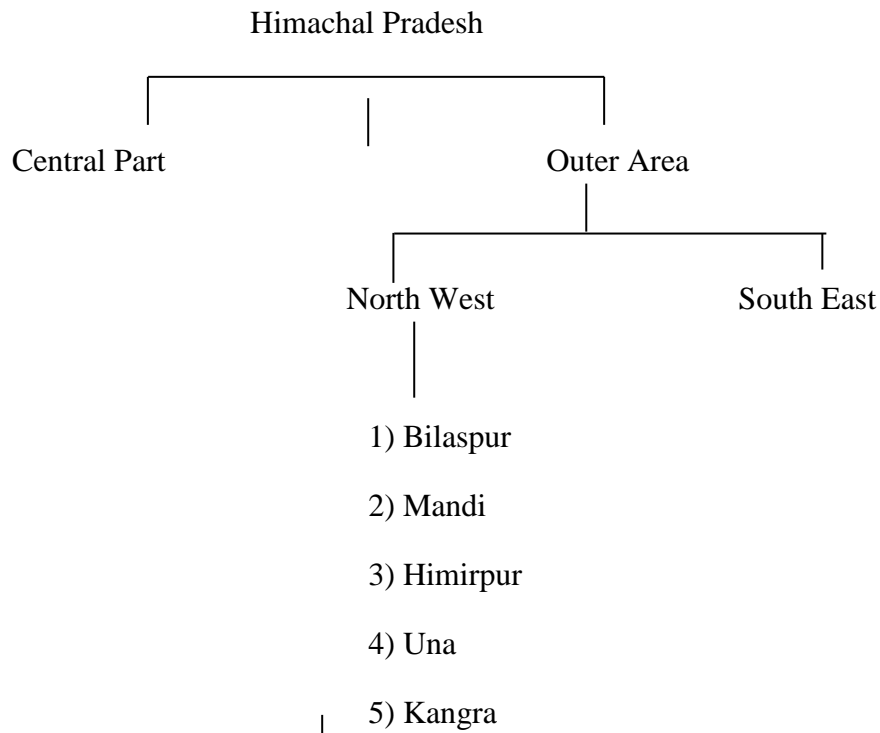 Himachal Pradesh
Central Part Outer Area
North West South East
1) Bilaspur
2) Mandi
3) Himirpur
4) Una
5) Kangra